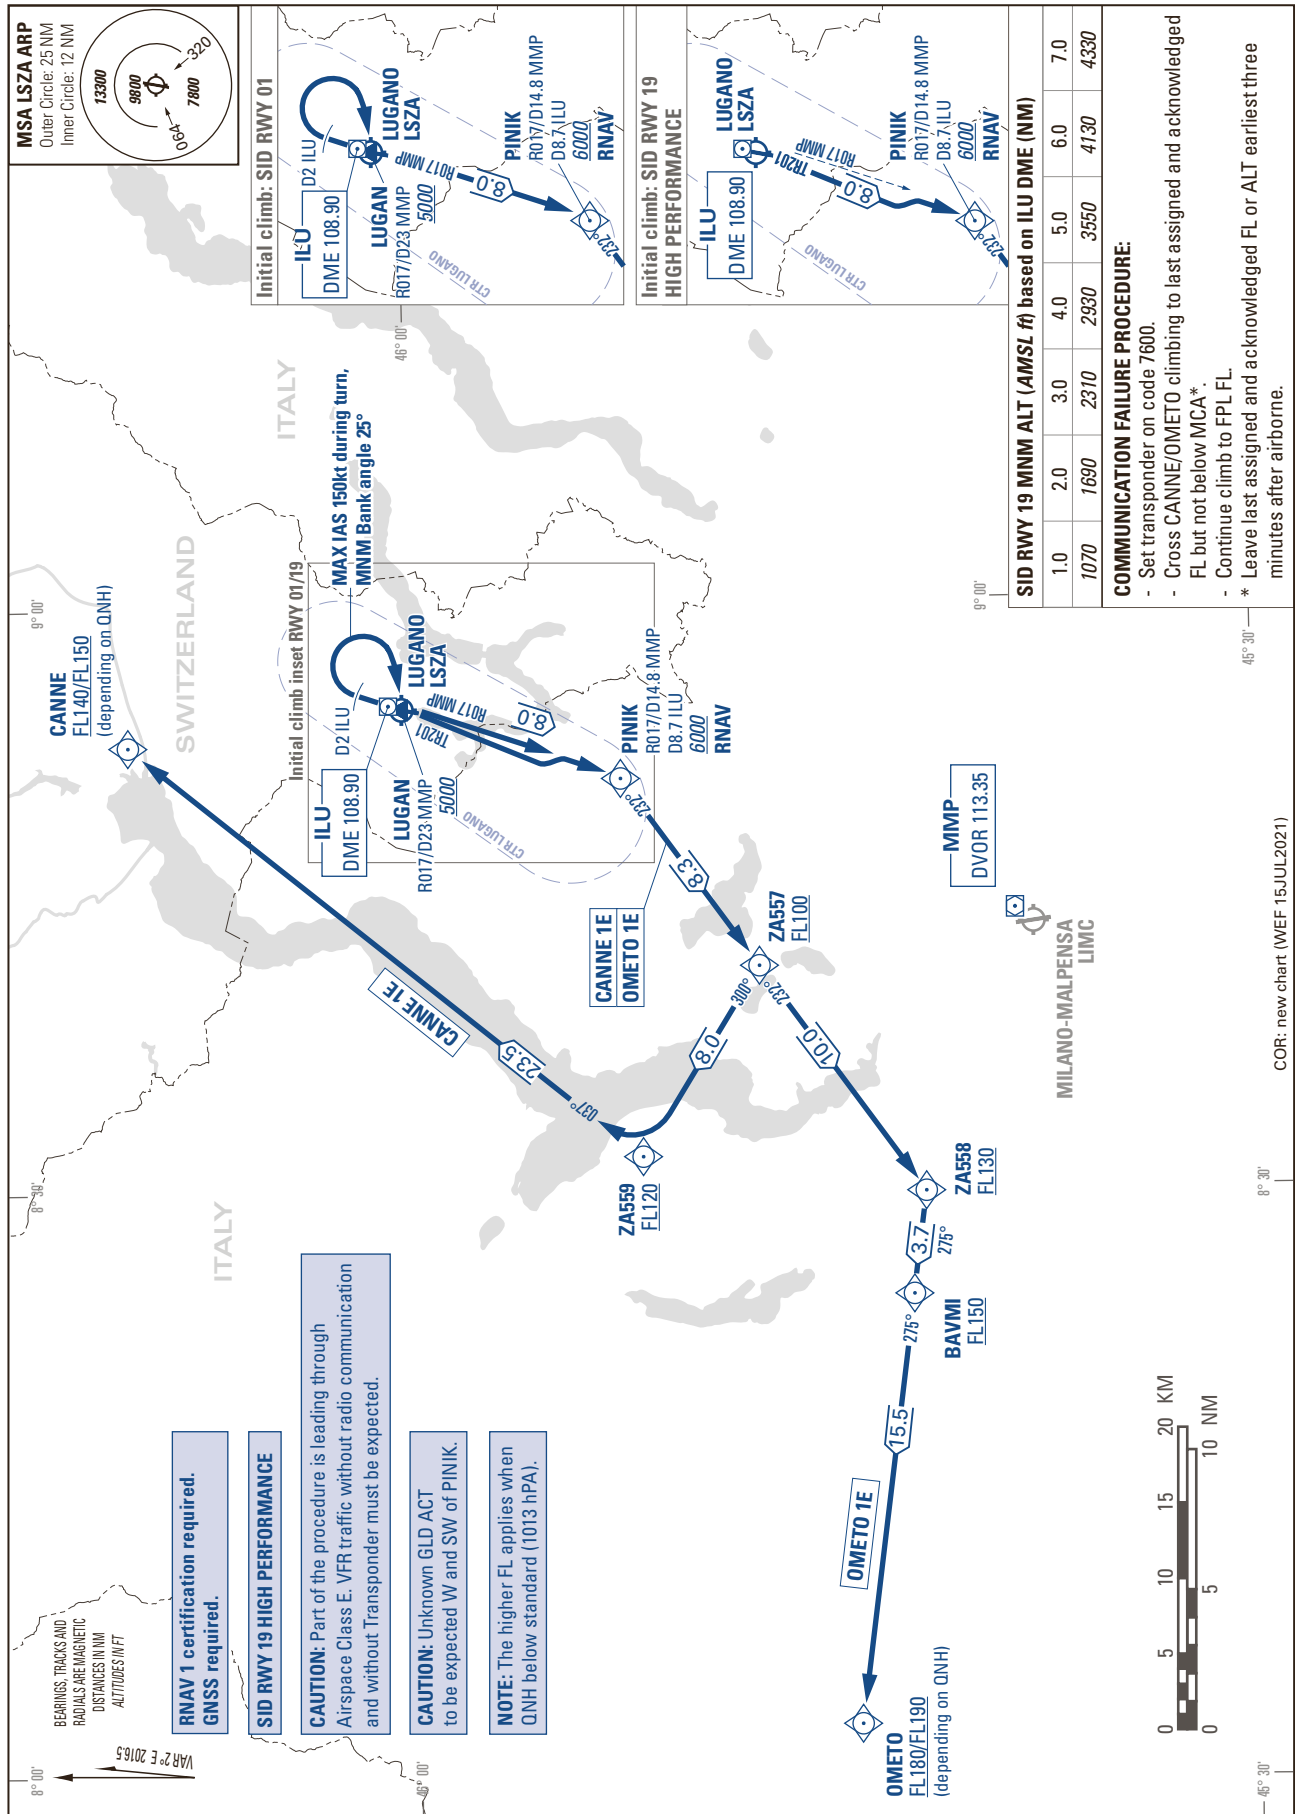 BEARINGS, TRACKS AND
RADIALS ARE MAGNETIC
DISTANCES IN NM
ALTITUDES IN FT
VAR 2° E 2016.5
8° 00'
8° 30'
9° 00'
46° 00'
46° 00'
RNAV 1 certification required.
GNSS required.
SID RWY 19 HIGH PERFORMANCE
CAUTION: Part of the procedure is leading through
Airspace Class E. VFR traffic without radio communication
and without Transponder must be expected.
CAUTION: Unknown GLD ACT
to be expected W and SW of PINIK.
NOTE: The higher FL applies when
QNH below standard (1013 hPA).
ITALY
SWITZERLAND
ITALY
CANNE
FL140/FL150
(depending on QNH)
CANNE 1E
23.5
037°
ZA559
FL120
8.0
300°
ZA557
FL100
232°
10.0
ZA558
FL130
3.7
275°
BAVMI
FL150
275°
15.5
OMETO 1E
OMETO
FL180/FL190
(depending on QNH)
CANNE 1E
OMETO 1E
8.3
232°
Initial climb inset RWY 01/19
MAX IAS 150kt during turn,
MNM Bank angle 25°
ILU
DME 108.90
D2 ILU
LUGANO
LSZA
LUGAN
R017/D23 MMP
5000
R017 MMP
TR201
8.0
CTR LUGANO
PINIK
R017/D14.8 MMP
D8.7 ILU
6000
RNAV
MMP
DVOR 113.35
MILANO-MALPENSA
LIMC
0 5 10 15 20 KM
0 5 10 NM
MSA LSZA ARP
Outer Circle: 25 NM
Inner Circle: 12 NM
13300
9800
7800
064
320
Initial climb: SID RWY 01
ILU
DME 108.90
D2 ILU
LUGANO
LSZA
LUGAN
R017/D23 MMP
5000
R017 MMP
8.0
CTR LUGANO
PINIK
R017/D14.8 MMP
D8.7 ILU
6000
RNAV
232°
Initial climb: SID RWY 19
HIGH PERFORMANCE
ILU
DME 108.90
LUGANO
LSZA
TR201
R017 MMP
8.0
CTR LUGANO
PINIK
R017/D14.8 MMP
D8.7 ILU
6000
RNAV
232°
SID RWY 19 MNM ALT (AMSL ft) based on ILU DME (NM)
1.0 2.0 3.0 4.0 5.0 6.0 7.0
1070 1690 2310 2930 3550 4130 4330
COMMUNICATION FAILURE PROCEDURE:
- Set transponder on code 7600.
- Cross CANNE/OMETO climbing to last assigned and acknowledged
FL but not below MCA*.
- Continue climb to FPL FL.
* Leave last assigned and acknowledged FL or ALT earliest three
minutes after airborne.
9° 00'
45° 30'
8° 30'
45° 30'
COR: new chart (WEF 15JUL2021)